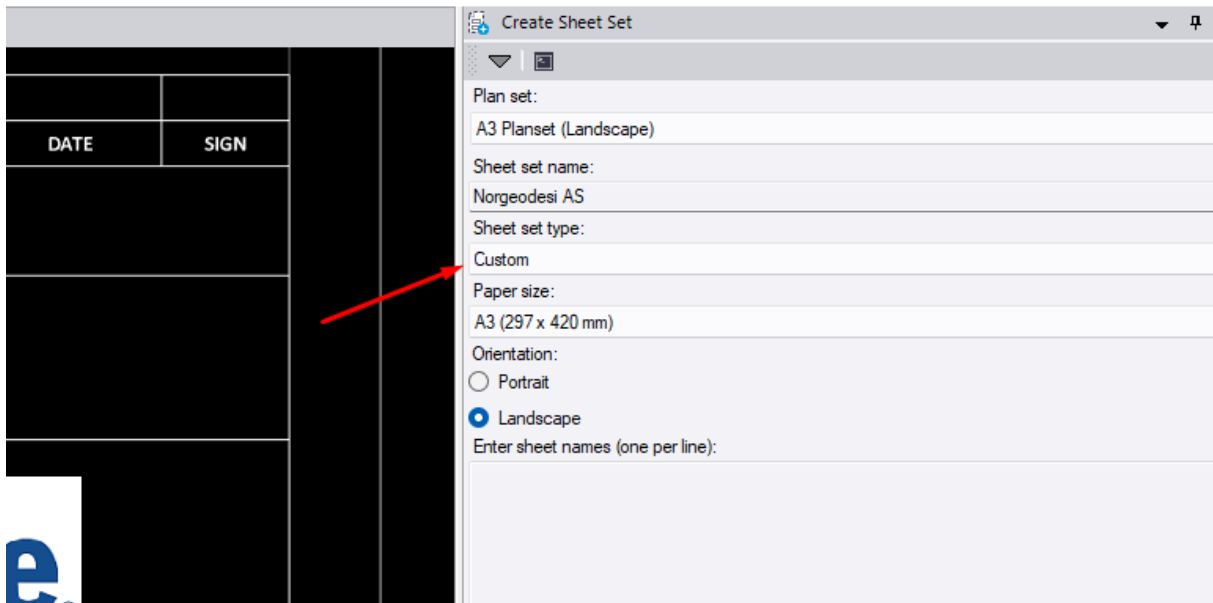 Create Sheet Set
Plan set:
A3 Planset (Landscape)
Sheet set name:
Norgeodesi AS
Sheet set type:
Custom
Paper size:
A3 (297 x 420 mm)
Orientation:
Portrait
Landscape
Enter sheet names (one per line):
DATE
SIGN
e